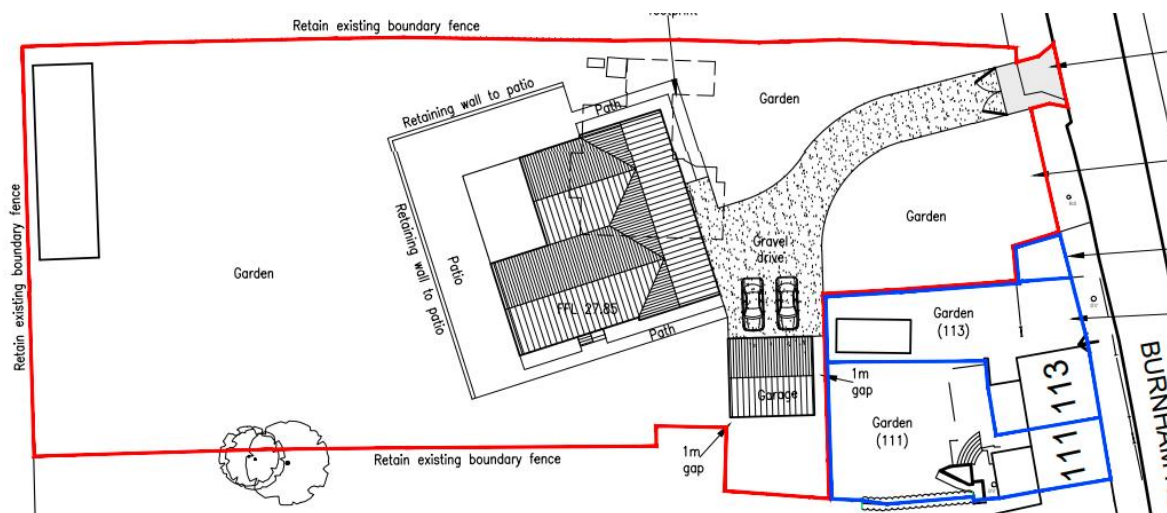 Retain existing boundary fence
Retaining wall to patio
Path
Garden
Retain existing boundary fence
Retaining wall to patio
Garden
Garden
Patio
Gravel
drive
FFL 27.85
Path
Garden
(113)
1m
gap
Garage
113
Garden
(111)
111
1m
gap
Retain existing boundary fence